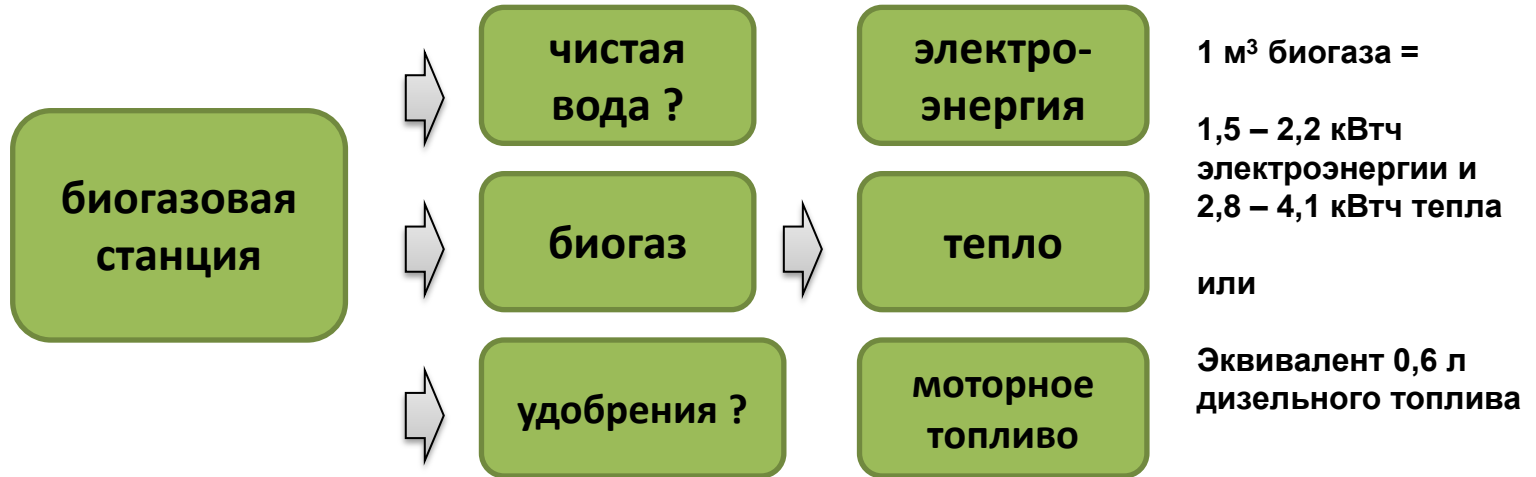 биогазовая
станция
чистая
вода ?
биогаз
удобрения ?
электро-
энергия
тепло
моторное
топливо
1 м³ биогаза =
1,5 – 2,2 кВтч
электроэнергии и
2,8 – 4,1 кВтч тепла
или
Эквивалент 0,6 л
дизельного топлива